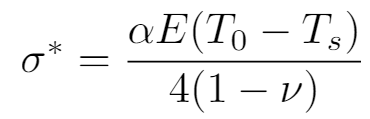 σ* = αE(T₀ − Tₛ) / 4(1 − ν)